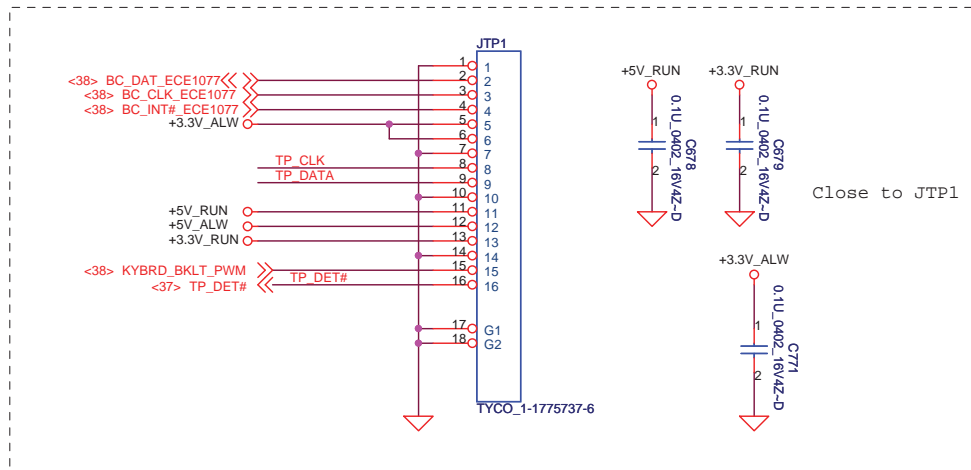 JTP1
1 1
<38> BC_DAT_ECE1077 2 2
<38> BC_CLK_ECE1077 3 3
<38> BC_INT#_ECE1077 4 4
+3.3V_ALW 5 5
6 6
7 7
TP_CLK 8 8
TP_DATA 9 9
10 10
+5V_RUN 11 11
+5V_ALW 12 12
+3.3V_RUN 13 13
14 14
<38> KYBRD_BKLT_PWM 15 15
<37> TP_DET# TP_DET# 16 16
17 G1
18 G2
TYCO_1-1775737-6
+5V_RUN
1
2
0.1U_0402_16V4Z~D
C678
+3.3V_RUN
1
2
0.1U_0402_16V4Z~D
C679
Close to JTP1
+3.3V_ALW
1
2
0.1U_0402_16V4Z~D
C771